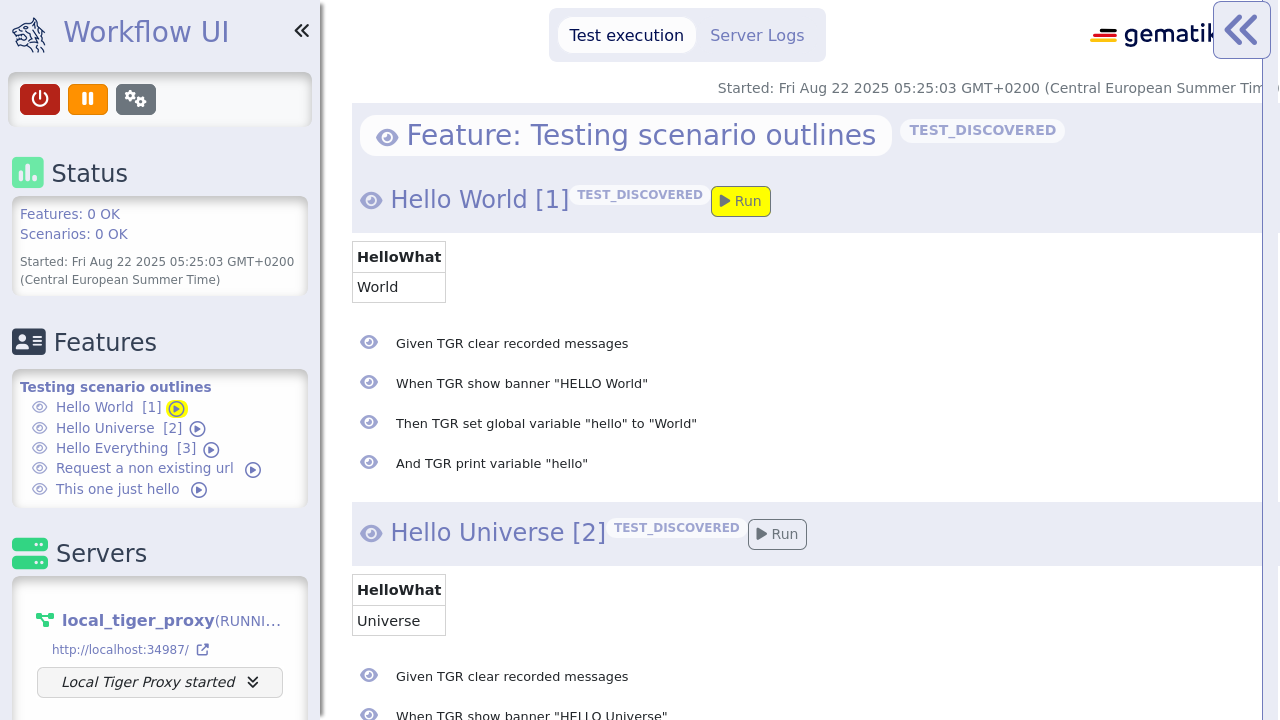 Workflow UI
Status
Features: 0 OK
Scenarios: 0 OK
Started: Fri Aug 22 2025 05:25:03 GMT+0200
(Central European Summer Time)
Features
Testing scenario outlines
Hello World [1]
Hello Universe [2]
Hello Everything [3]
Request a non existing url
This one just hello
Servers
local_tiger_proxy(RUNNI...
http://localhost:34987/
Local Tiger Proxy started
Test execution Server Logs
gematik
Started: Fri Aug 22 2025 05:25:03 GMT+0200 (Central European Summer Tim
Feature: Testing scenario outlines TEST_DISCOVERED
Hello World [1] TEST_DISCOVERED Run
HelloWhat
World
Given TGR clear recorded messages
When TGR show banner "HELLO World"
Then TGR set global variable "hello" to "World"
And TGR print variable "hello"
Hello Universe [2] TEST_DISCOVERED Run
HelloWhat
Universe
Given TGR clear recorded messages
When TGR show banner "HELLO Universe"